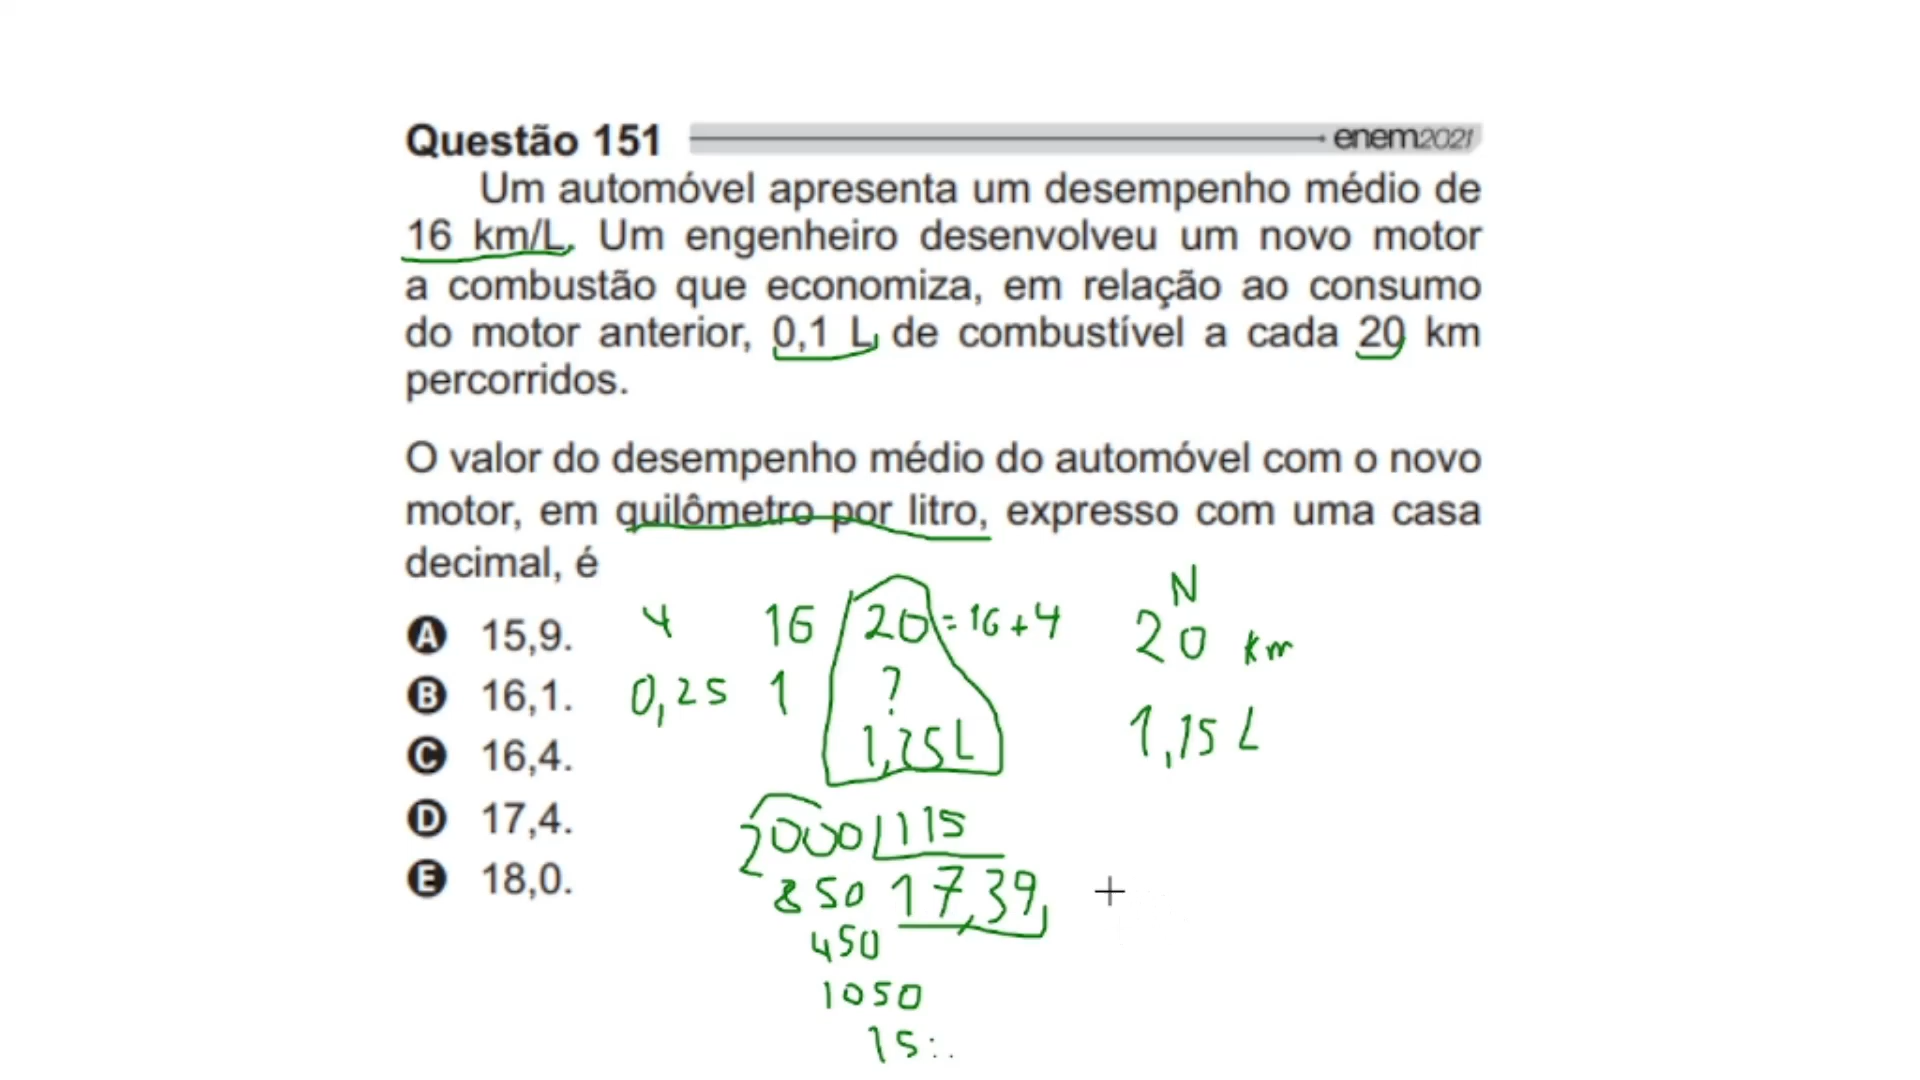 Questão 151 enem2021
Um automóvel apresenta um desempenho médio de
16 km/L. Um engenheiro desenvolveu um novo motor
a combustão que economiza, em relação ao consumo
do motor anterior, 0,1 L de combustível a cada 20 km
percorridos.
O valor do desempenho médio do automóvel com o novo
motor, em quilômetro por litro, expresso com uma casa
decimal, é
A 15,9.
B 16,1.
C 16,4.
D 17,4.
E 18,0.
4 16 20 = 16 + 4
0,25 1 ?
1,25 L
N
20 km
1,15 L
2000 115
850 17,39
450
1050
15